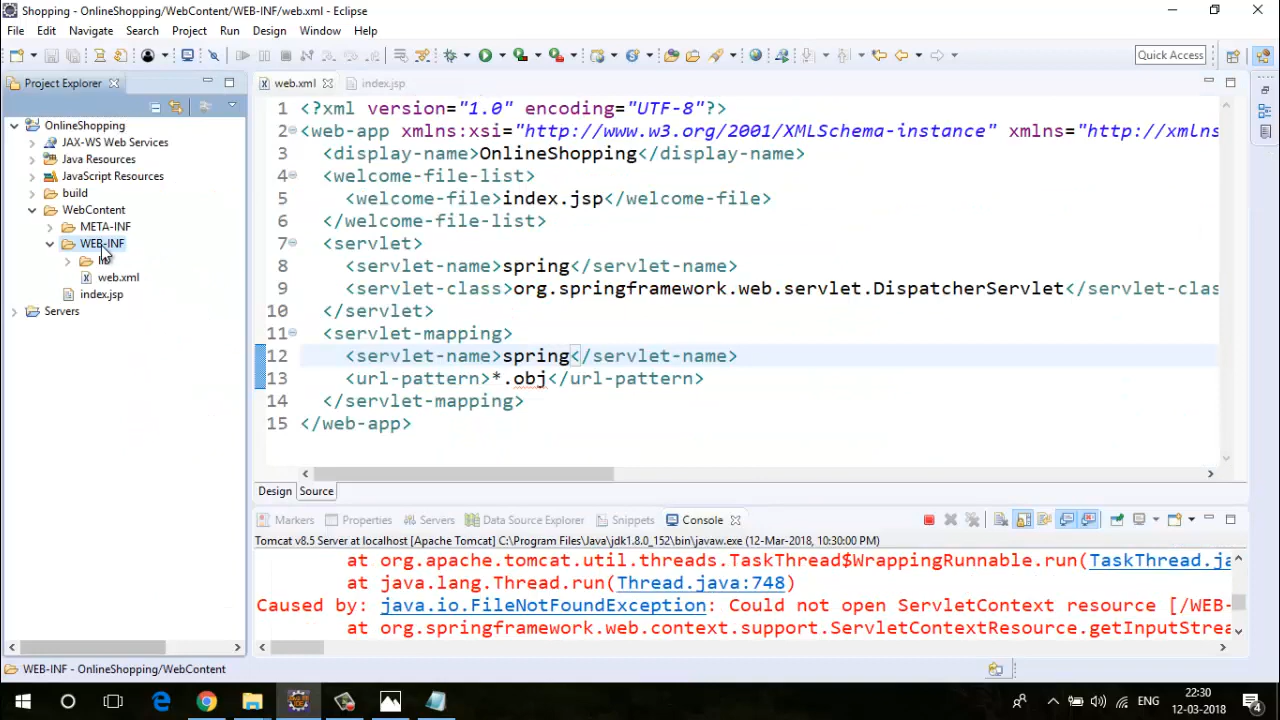 Shopping - OnlineShopping/WebContent/WEB-INF/web.xml - Eclipse
File Edit Navigate Search Project Run Design Window Help
Quick Access
Project Explorer
web.xml
index.jsp
OnlineShopping
JAX-WS Web Services
Java Resources
JavaScript Resources
build
WebContent
META-INF
WEB-INF
web.xml
index.jsp
Servers
1 <?xml version="1.0" encoding="UTF-8"?>
2 <web-app xmlns:xsi="http://www.w3.org/2001/XMLSchema-instance" xmlns="http://xmlns
3 <display-name>OnlineShopping</display-name>
4 <welcome-file-list>
5 <welcome-file>index.jsp</welcome-file>
6 </welcome-file-list>
7 <servlet>
8 <servlet-name>spring</servlet-name>
9 <servlet-class>org.springframework.web.servlet.DispatcherServlet</servlet-clas
10 </servlet>
11 <servlet-mapping>
12 <servlet-name>spring</servlet-name>
13 <url-pattern>*.obj</url-pattern>
14 </servlet-mapping>
15 </web-app>
Design Source
Markers Properties Servers Data Source Explorer Snippets Console
Tomcat v8.5 Server at localhost [Apache Tomcat] C:\Program Files\Java\jdk1.8.0_152\bin\javaw.exe (12-Mar-2018, 10:30:00 PM)
at org.apache.tomcat.util.threads.TaskThread$WrappingRunnable.run(TaskThread.ja
at java.lang.Thread.run(Thread.java:748)
Caused by: java.io.FileNotFoundException: Could not open ServletContext resource [/WEB-
at org.springframework.web.context.support.ServletContextResource.getInputStrea
WEB-INF - OnlineShopping/WebContent
ENG
22:30
12-03-2018
4